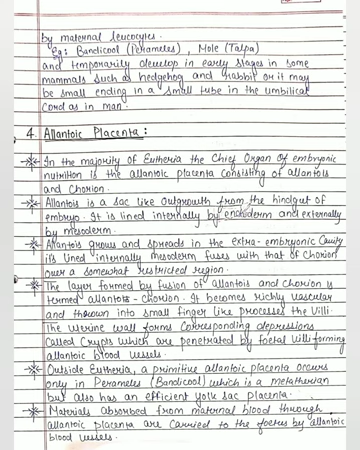 by maternal leucocytes.
Eg: Bandicool (Perameles), Mole (Talpa)
and temporarily develop in early stages in some
mammals such as hedgehog and rabbit or it may
be small ending in a small tube in the umbilical
cord as in man.
4. Allantoic Placenta:
In the majority of Eutheria the Chief Organ Of embryonic
nutrition is the allantoic placenta consisting of allantois
and Chorion.
Allantois is a sac like Outgrowth from the hindgut of
embryo. It is lined internally by endoderm and externally
by mesoderm.
Allantois grows and spreads in the extra-embryonic Cavity
it's lined internally mesoderm fuses with that of Chorion
over a somewhat restricted region.
The layer formed by fusion of allantois and Chorion is
termed allantois-Chorion. It becomes richly vascular
and thrown into small finger like processes the Villi.
The Uterine wall forms Corresponding depressions
Called Crypts which are penetrated by foetal Villi forming
allantoic blood vessels.
Outside Eutheria, a primitive allantoic placenta occurs
only in Perameles (Bandicool) which is a metatherian
but also has an efficient yolk sac placenta.
Materials absorbed from maternal blood through
allantoic placenta are Carried to the foetus by allantoic
blood vessels.